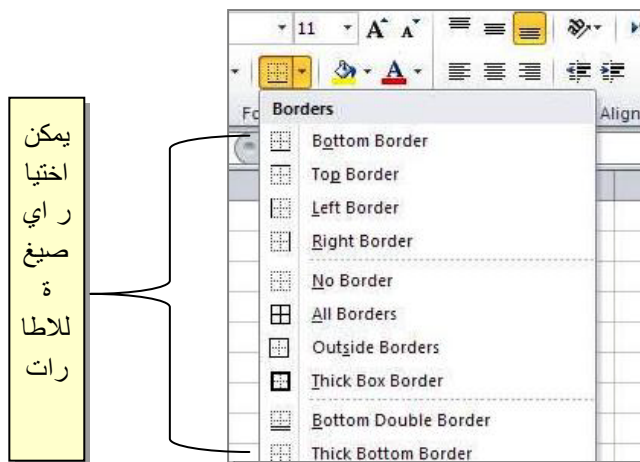 11
A A
A
Fo
Align
Borders
Bottom Border
Top Border
Left Border
Right Border
No Border
All Borders
Outside Borders
Thick Box Border
Bottom Double Border
Thick Bottom Border
يمكن
اختيا
ر اي
صيغ
ة
للاطا
رات